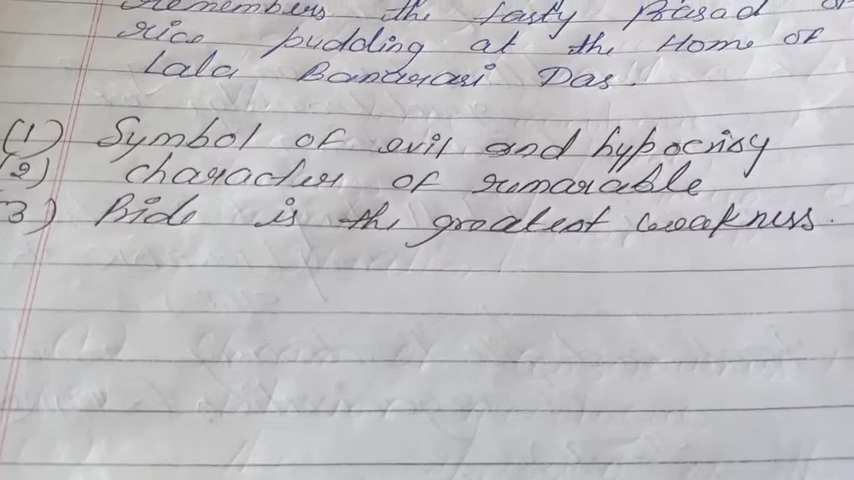 remembers the tasty Prasad of
rice pudding at the Home OF
Lala Banarasi Das.
(1) Symbol of evil and hypocrisy
(2) character of remarable
3) Pride is the greatest weakness.